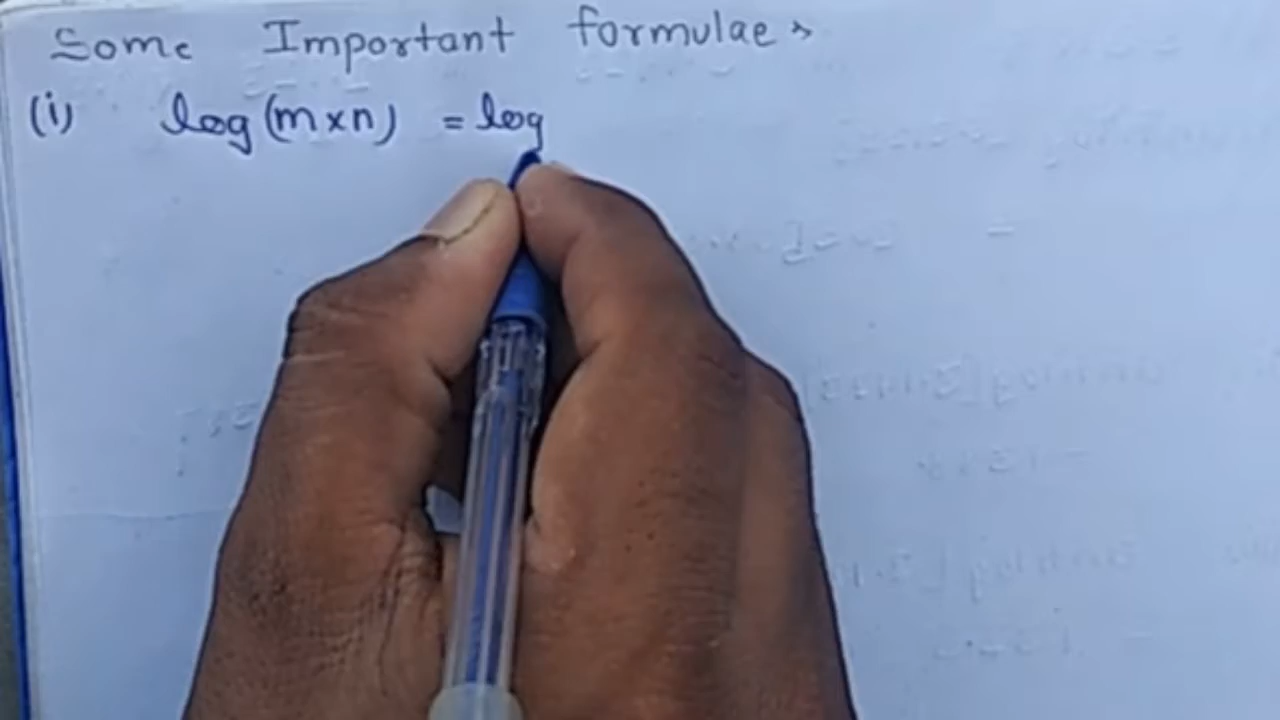 Some Important formulae >
(i) log (m×n) = log